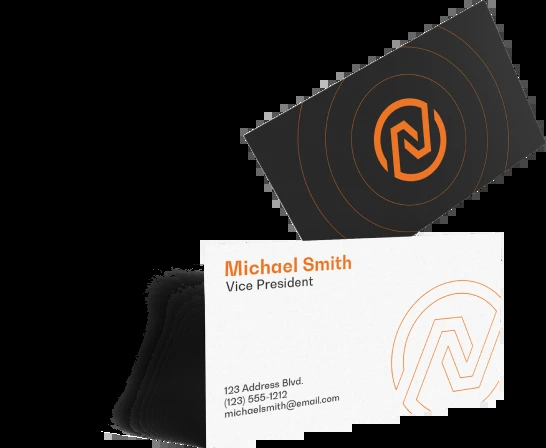 Michael Smith
Vice President
123 Address Blvd.
(123) 555-1212
michaelsmith@email.com